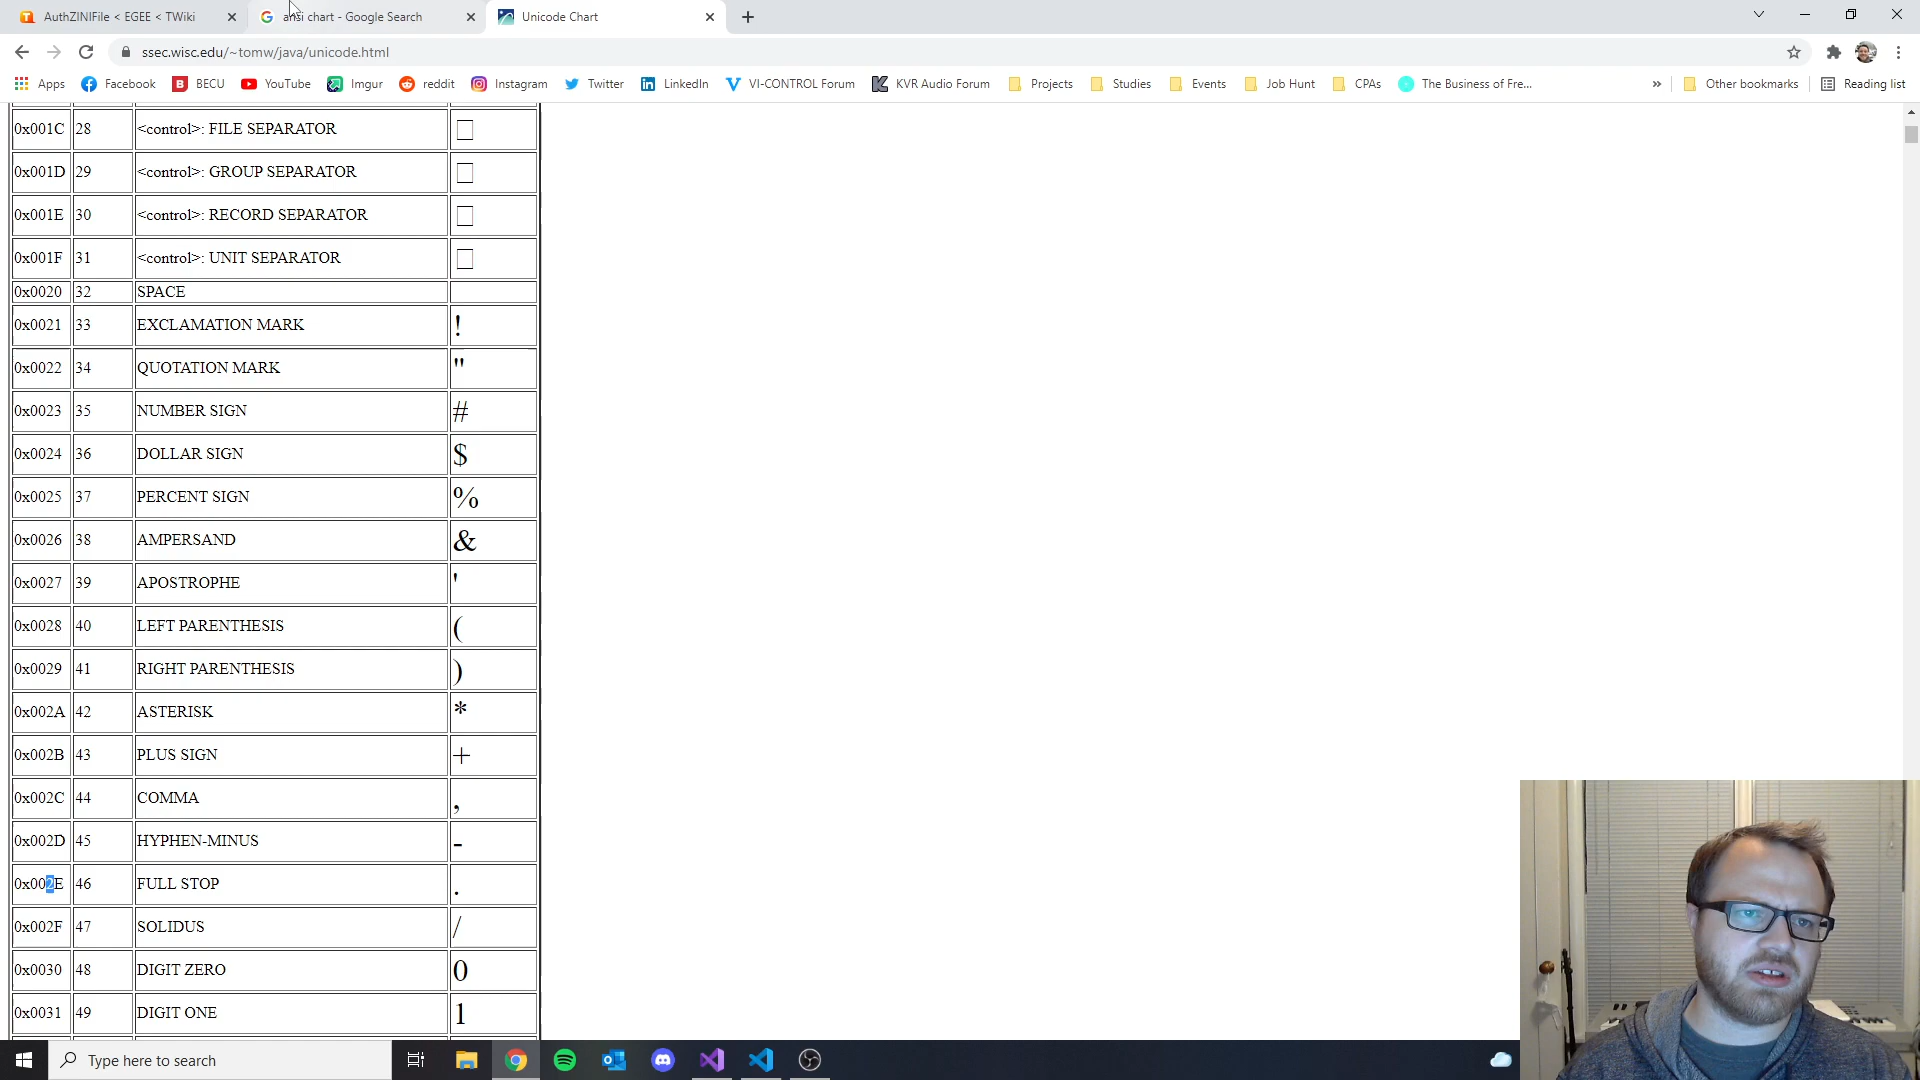 AuthZINIFile < EGEE < TWiki
ansi chart - Google Search
Unicode Chart
ssec.wisc.edu/~tomw/java/unicode.html
Apps Facebook BECU YouTube Imgur reddit Instagram Twitter LinkedIn VI-CONTROL Forum KVR Audio Forum Projects Studies Events Job Hunt CPAs The Business of Fre... » Other bookmarks Reading list
0x001C 28 <control>: FILE SEPARATOR
0x001D 29 <control>: GROUP SEPARATOR
0x001E 30 <control>: RECORD SEPARATOR
0x001F 31 <control>: UNIT SEPARATOR
0x0020 32 SPACE
0x0021 33 EXCLAMATION MARK !
0x0022 34 QUOTATION MARK "
0x0023 35 NUMBER SIGN #
0x0024 36 DOLLAR SIGN $
0x0025 37 PERCENT SIGN %
0x0026 38 AMPERSAND &
0x0027 39 APOSTROPHE '
0x0028 40 LEFT PARENTHESIS (
0x0029 41 RIGHT PARENTHESIS )
0x002A 42 ASTERISK *
0x002B 43 PLUS SIGN +
0x002C 44 COMMA ,
0x002D 45 HYPHEN-MINUS -
0x002E 46 FULL STOP .
0x002F 47 SOLIDUS /
0x0030 48 DIGIT ZERO 0
0x0031 49 DIGIT ONE 1
Type here to search